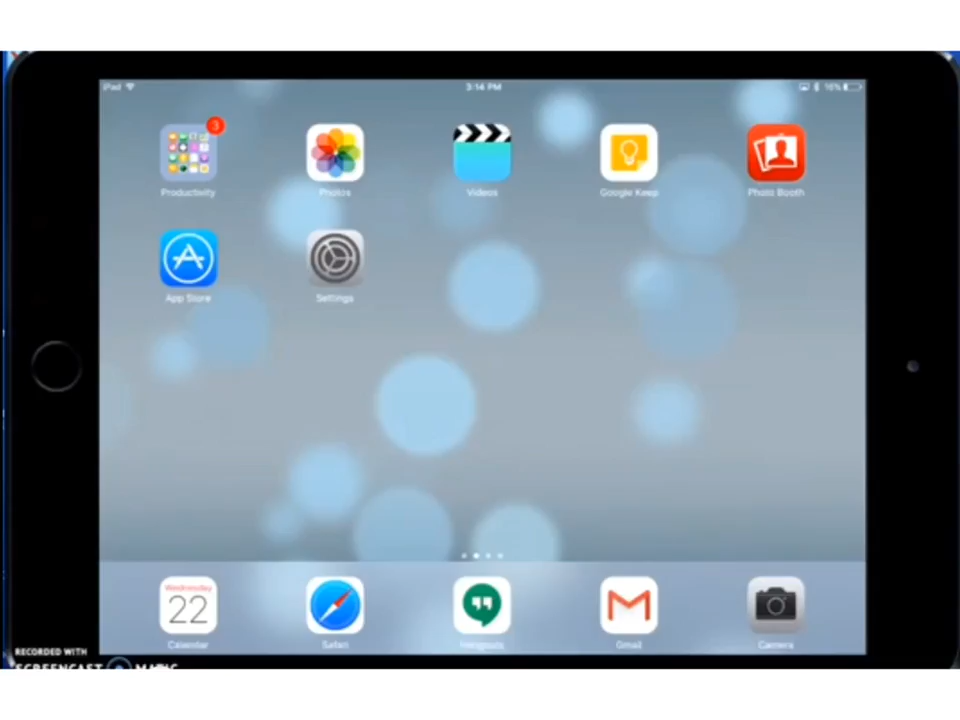 iPad 3:14 PM 16%
3
Productivity Photos Videos Google Keep Photo Booth
App Store Settings
Wednesday
22
Calendar Safari Hangouts Gmail Camera
RECORDED WITH
SCREENCAST MATIC